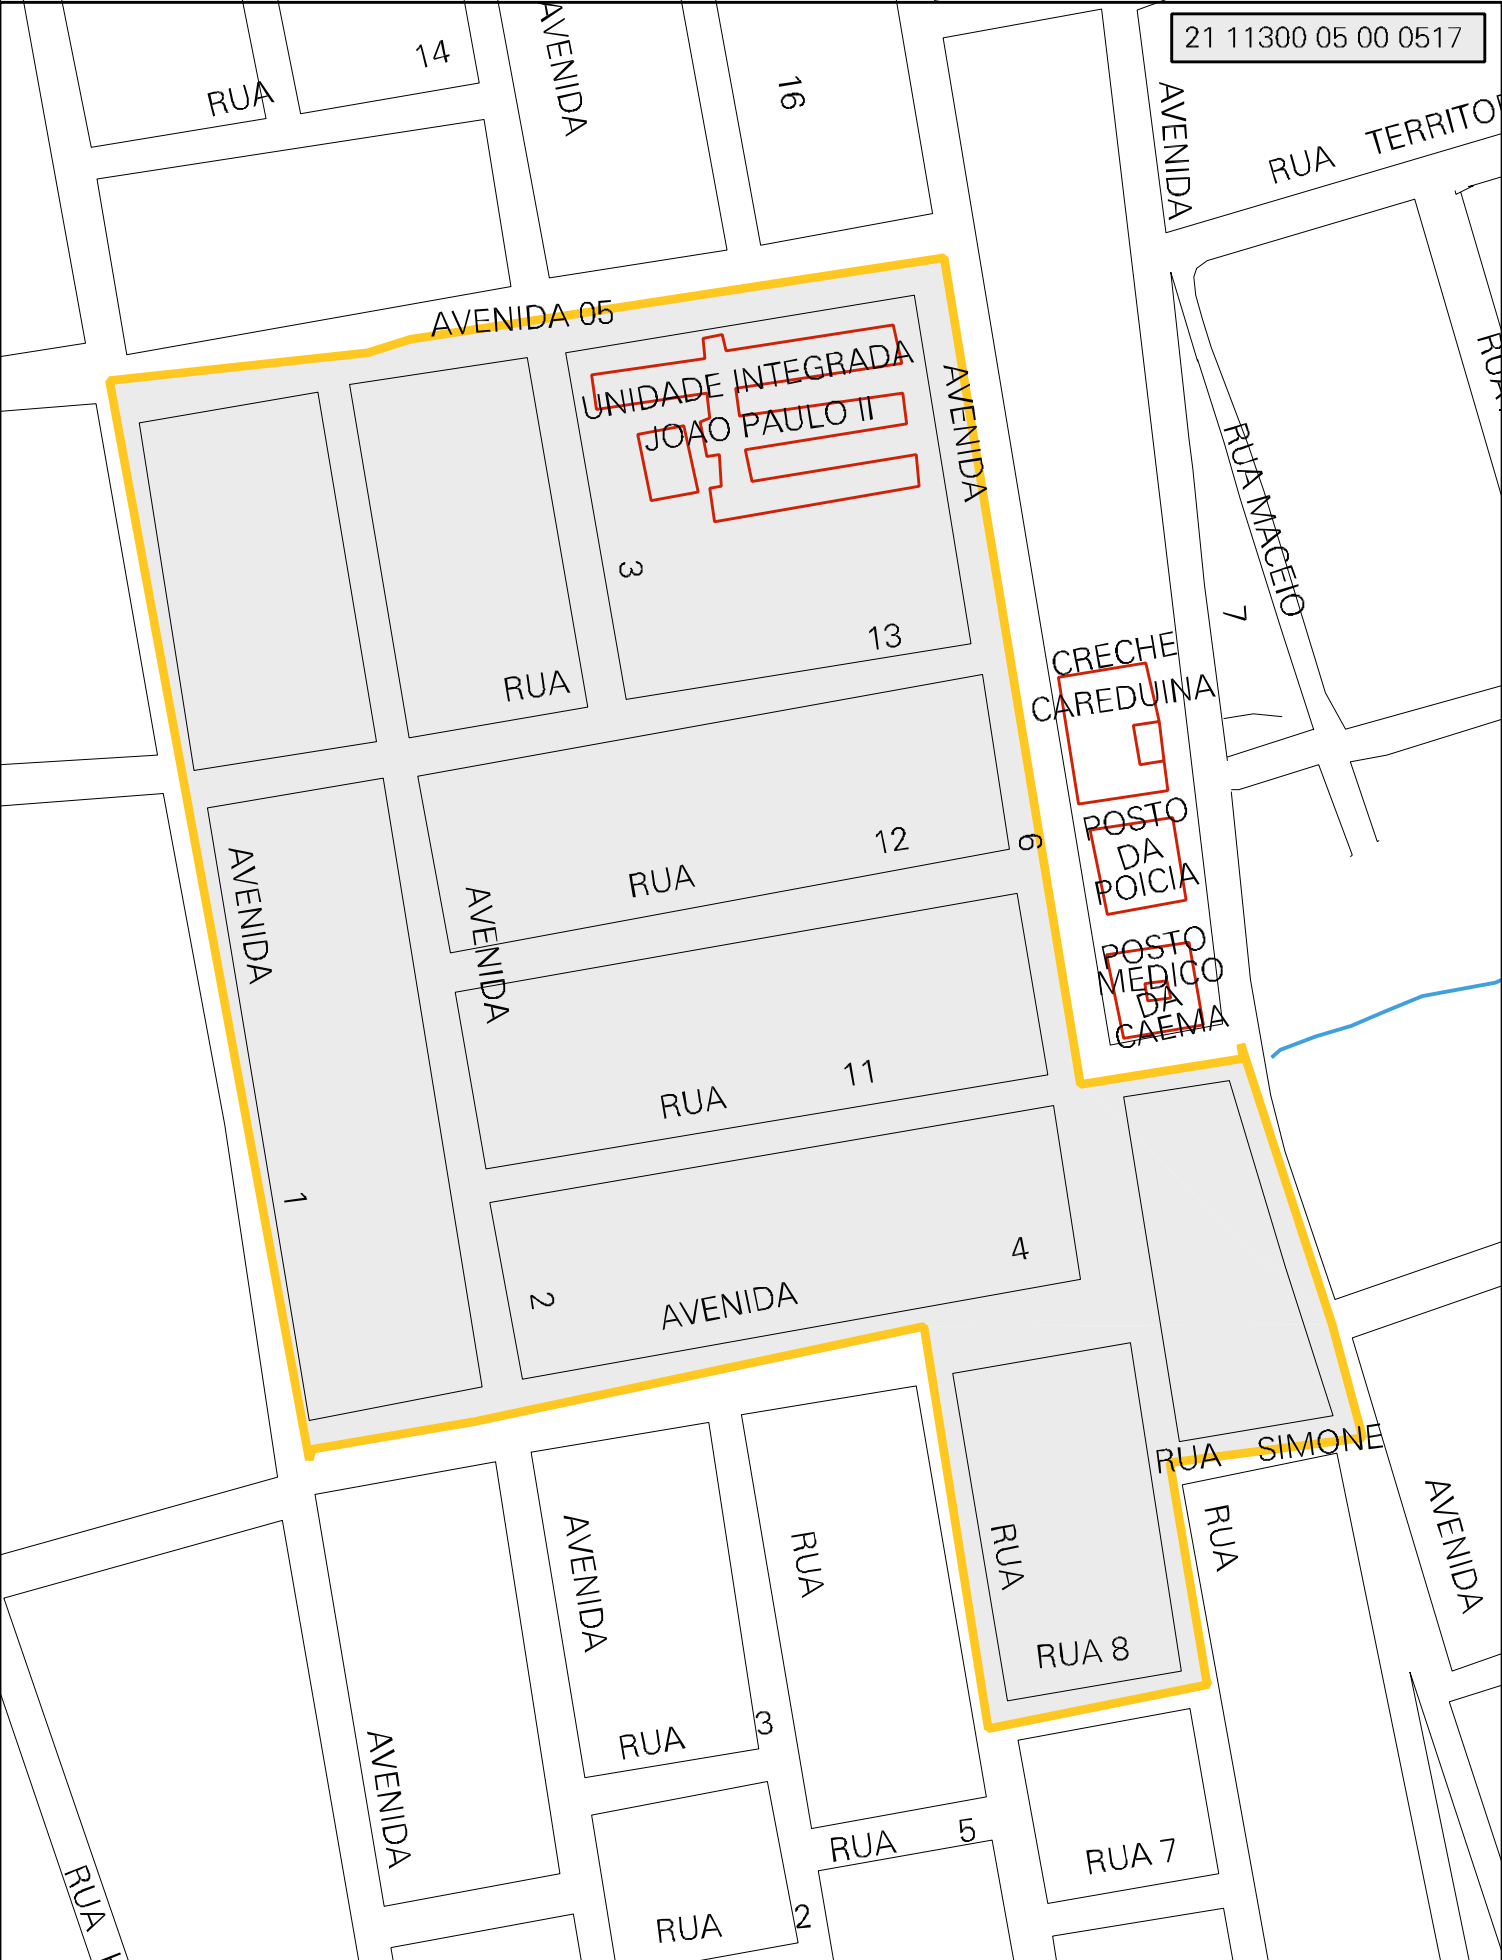 21 11300 05 00 0517
14
RUA
AVENIDA
16
AVENIDA
RUA
AVENIDA 05
UNIDADE INTEGRADA
JOAO PAULO II
AVENIDA
RUA MACEIO
3
13
7
RUA
CRECHE
CAREDUINA
12
RUA
6
POSTO
DA
POICIA
AVENIDA
AVENIDA
POSTO
MEDICO
DA
CAEMA
11
RUA
1
4
2
AVENIDA
RUA SIMONE
AVENIDA
RUA
RUA
RUA
AVENIDA
RUA 8
AVENIDA
RUA 3
RUA 5
RUA 7
RUA
RUA 2